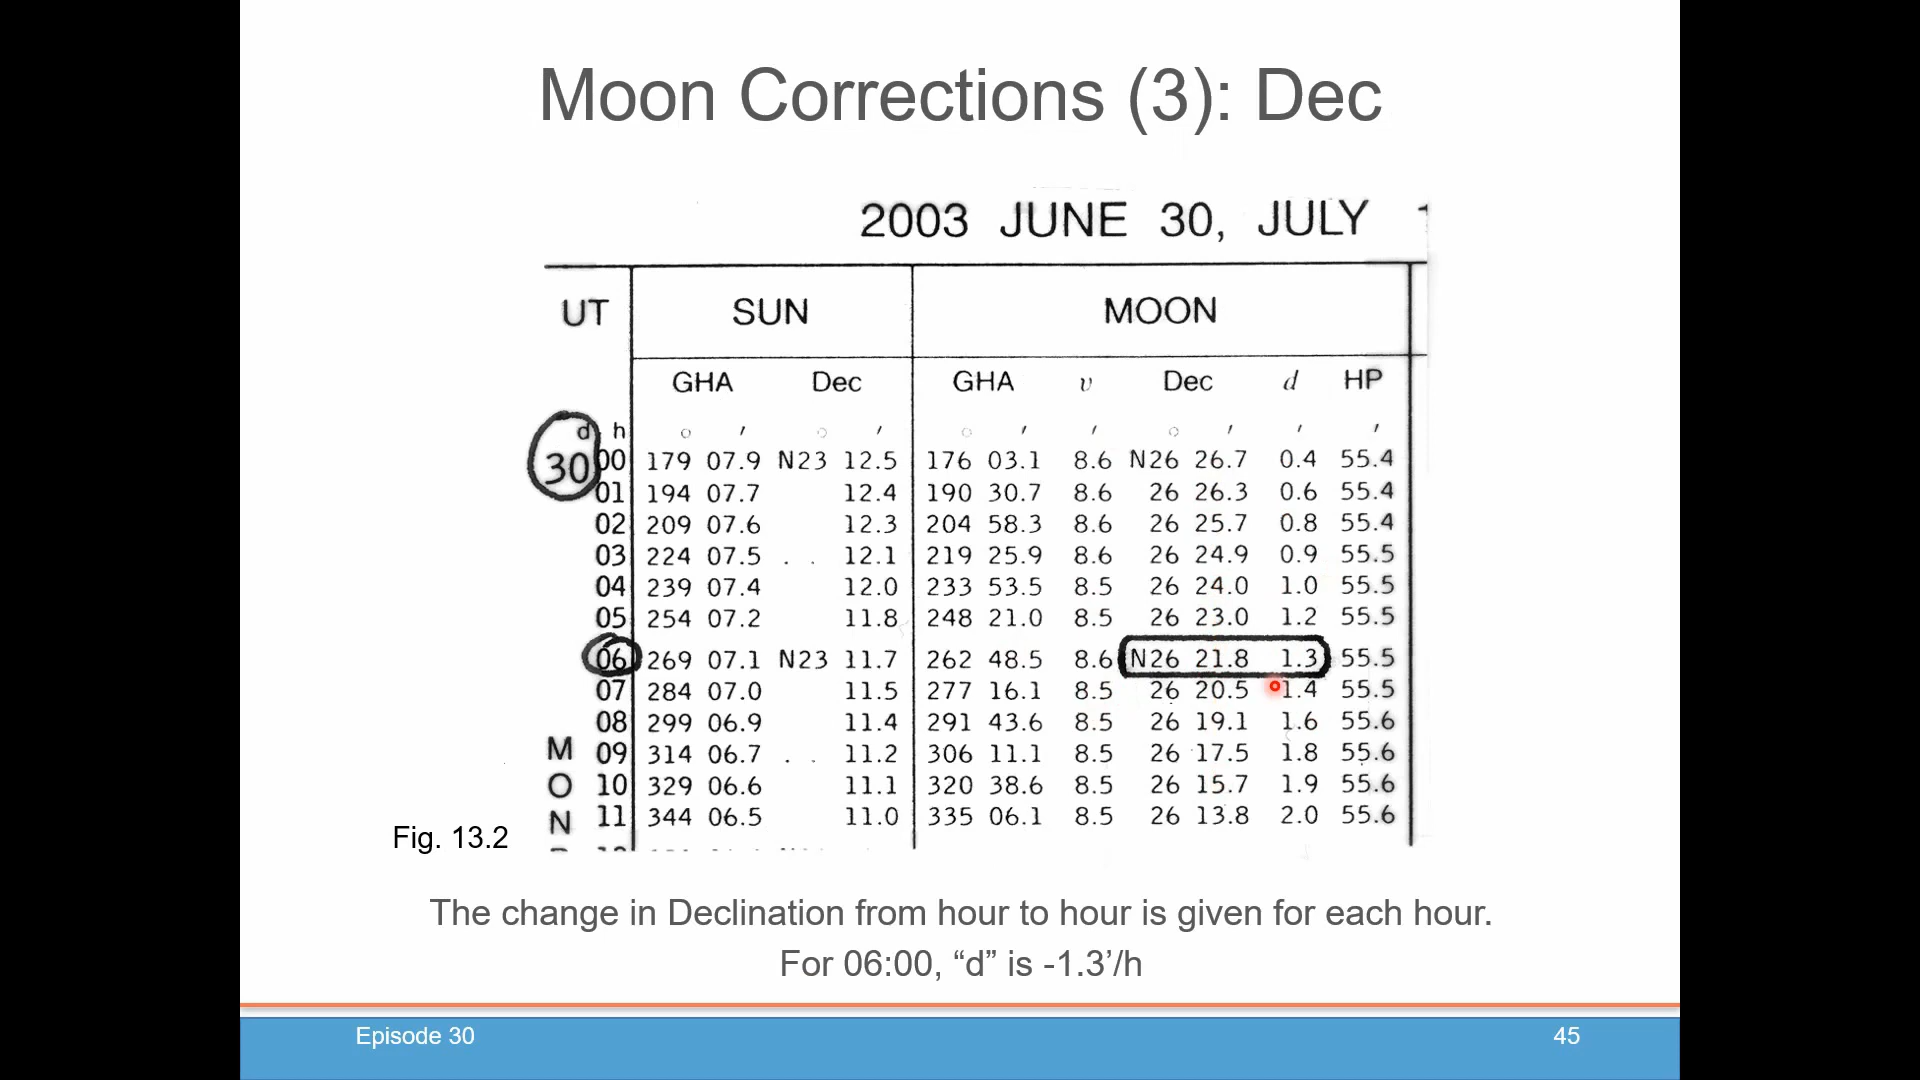 Moon Corrections (3): Dec
2003 JUNE 30, JULY
UT SUN MOON
GHA Dec GHA v Dec d HP
d h ° ′ ° ′ ° ′ ′ ° ′ ′ ′
30 00 179 07.9 N23 12.5 176 03.1 8.6 N26 26.7 0.4 55.4
01 194 07.7 12.4 190 30.7 8.6 26 26.3 0.6 55.4
02 209 07.6 12.3 204 58.3 8.6 26 25.7 0.8 55.4
03 224 07.5 . . 12.1 219 25.9 8.6 26 24.9 0.9 55.5
04 239 07.4 12.0 233 53.5 8.5 26 24.0 1.0 55.5
05 254 07.2 11.8 248 21.0 8.5 26 23.0 1.2 55.5
06 269 07.1 N23 11.7 262 48.5 8.6 N26 21.8 1.3 55.5
07 284 07.0 11.5 277 16.1 8.5 26 20.5 1.4 55.5
08 299 06.9 11.4 291 43.6 8.5 26 19.1 1.6 55.6
M 09 314 06.7 . . 11.2 306 11.1 8.5 26 17.5 1.8 55.6
O 10 329 06.6 11.1 320 38.6 8.5 26 15.7 1.9 55.6
N 11 344 06.5 11.0 335 06.1 8.5 26 13.8 2.0 55.6
Fig. 13.2
The change in Declination from hour to hour is given for each hour.
For 06:00, “d” is -1.3’/h
Episode 30
45